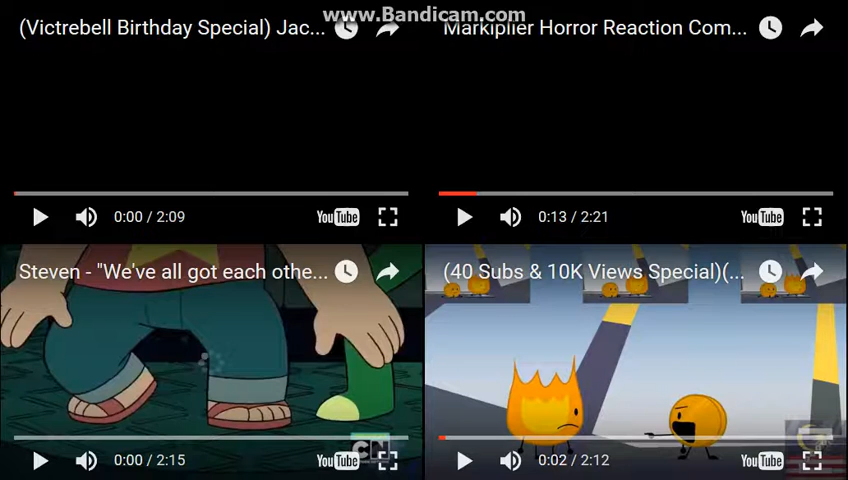 www.Bandicam.com
(Victrebell Birthday Special) Jac...
Markiplier Horror Reaction Com...
0:00 / 2:09
YouTube
0:13 / 2:21
YouTube
Steven - "We've all got each othe...
(40 Subs & 10K Views Special)(...
CN
0:00 / 2:15
YouTube
0:02 / 2:12
YouTube